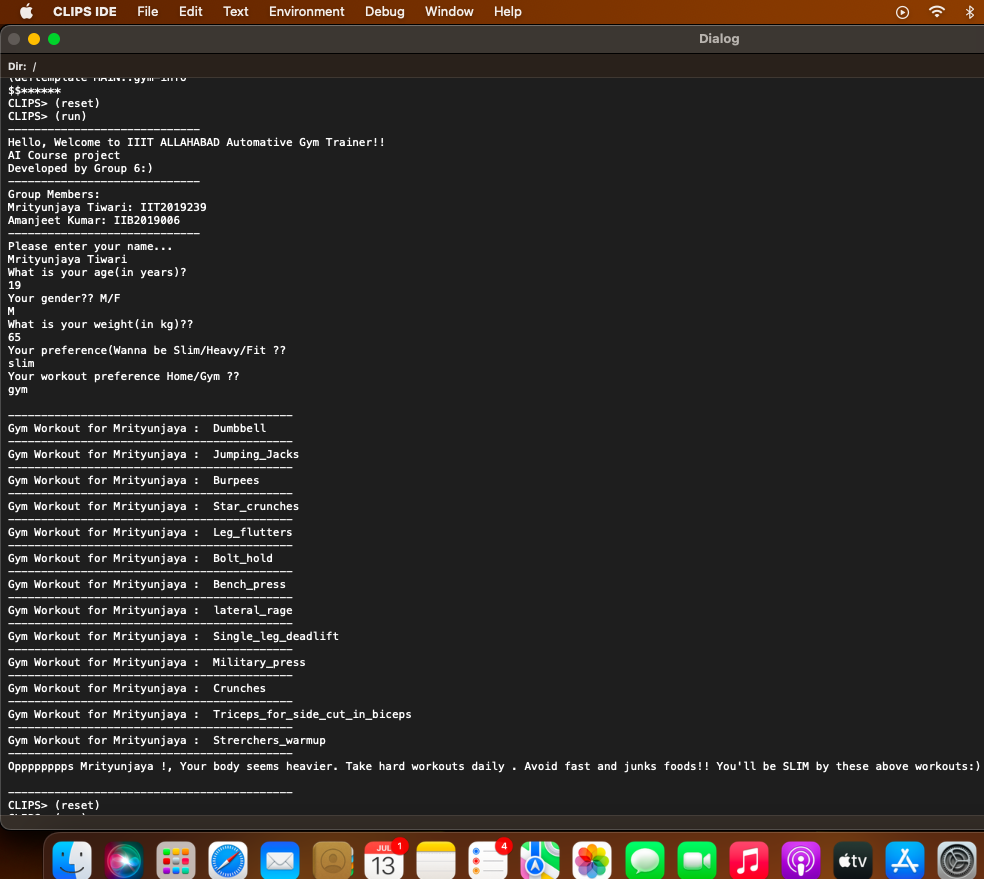 CLIPS IDE File Edit Text Environment Debug Window Help
Dialog
Dir: /
(deftemplate MAIN::gym-info
$$******
CLIPS> (reset)
CLIPS> (run)
-----------------------------
Hello, Welcome to IIIT ALLAHABAD Automative Gym Trainer!!
AI Course project
Developed by Group 6:)
-----------------------------
Group Members:
Mrityunjaya Tiwari: IIT2019239
Amanjeet Kumar: IIB2019006
-----------------------------
Please enter your name...
Mrityunjaya Tiwari
What is your age(in years)?
19
Your gender?? M/F
M
What is your weight(in kg)??
65
Your preference(Wanna be Slim/Heavy/Fit ??
slim
Your workout preference Home/Gym ??
gym
-------------------------------------------
Gym Workout for Mrityunjaya : Dumbbell
-------------------------------------------
Gym Workout for Mrityunjaya : Jumping_Jacks
-------------------------------------------
Gym Workout for Mrityunjaya : Burpees
-------------------------------------------
Gym Workout for Mrityunjaya : Star_crunches
-------------------------------------------
Gym Workout for Mrityunjaya : Leg_flutters
-------------------------------------------
Gym Workout for Mrityunjaya : Bolt_hold
-------------------------------------------
Gym Workout for Mrityunjaya : Bench_press
-------------------------------------------
Gym Workout for Mrityunjaya : lateral_rage
-------------------------------------------
Gym Workout for Mrityunjaya : Single_leg_deadlift
-------------------------------------------
Gym Workout for Mrityunjaya : Military_press
-------------------------------------------
Gym Workout for Mrityunjaya : Crunches
-------------------------------------------
Gym Workout for Mrityunjaya : Triceps_for_side_cut_in_biceps
-------------------------------------------
Gym Workout for Mrityunjaya : Strerchers_warmup
-------------------------------------------
Opppppppps Mrityunjaya !, Your body seems heavier. Take hard workouts daily . Avoid fast and junks foods!! You'll be SLIM by these above workouts:)
-------------------------------------------
CLIPS> (reset)
JUL 1 4
13
tv